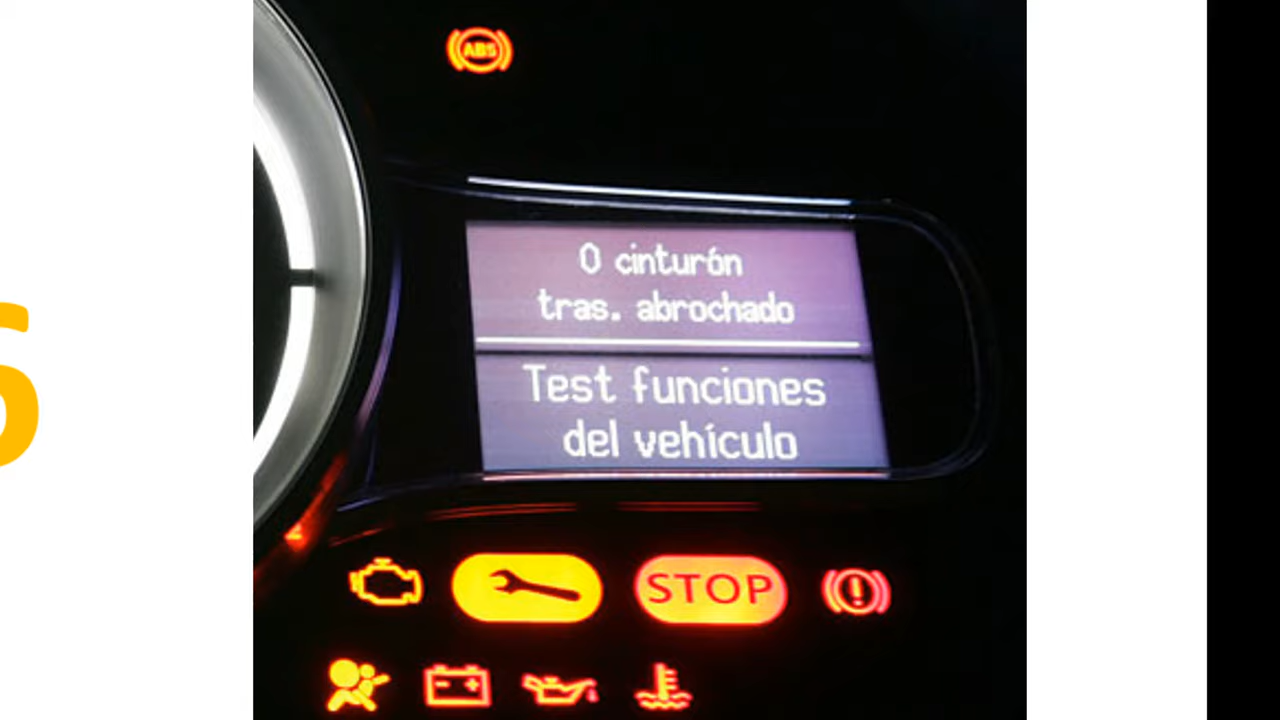 ABS
0 cinturón
tras. abrochado
Test funciones
del vehículo
STOP